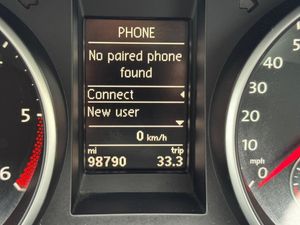 PHONE
No paired phone
found
Connect
New user
0 km/h
mi trip
98790 33.3
5
6
50
40
30
20
10
0
mph